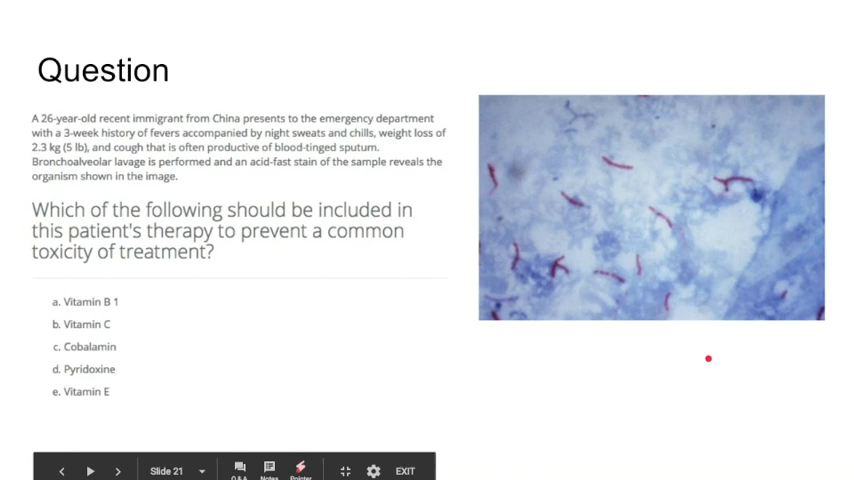 Question
A 26-year-old recent immigrant from China presents to the emergency department
with a 3-week history of fevers accompanied by night sweats and chills, weight loss of
2.3 kg (5 lb), and cough that is often productive of blood-tinged sputum.
Bronchoalveolar lavage is performed and an acid-fast stain of the sample reveals the
organism shown in the image.
Which of the following should be included in
this patient's therapy to prevent a common
toxicity of treatment?
a. Vitamin B 1
b. Vitamin C
c. Cobalamin
d. Pyridoxine
e. Vitamin E
Slide 21
Q&A Notes Pointer
EXIT